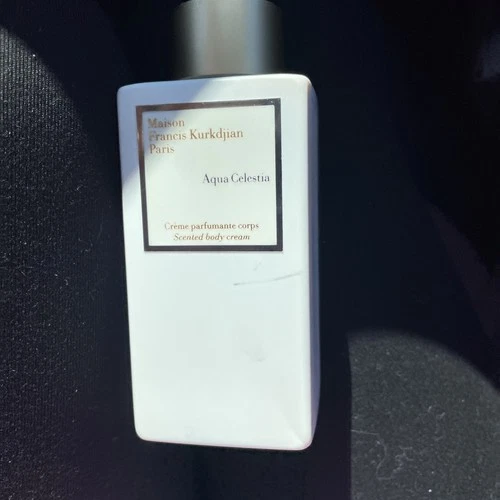 Maison
Francis Kurkdjian
Paris
Aqua Celestia
Crème parfumante corps
Scented body cream